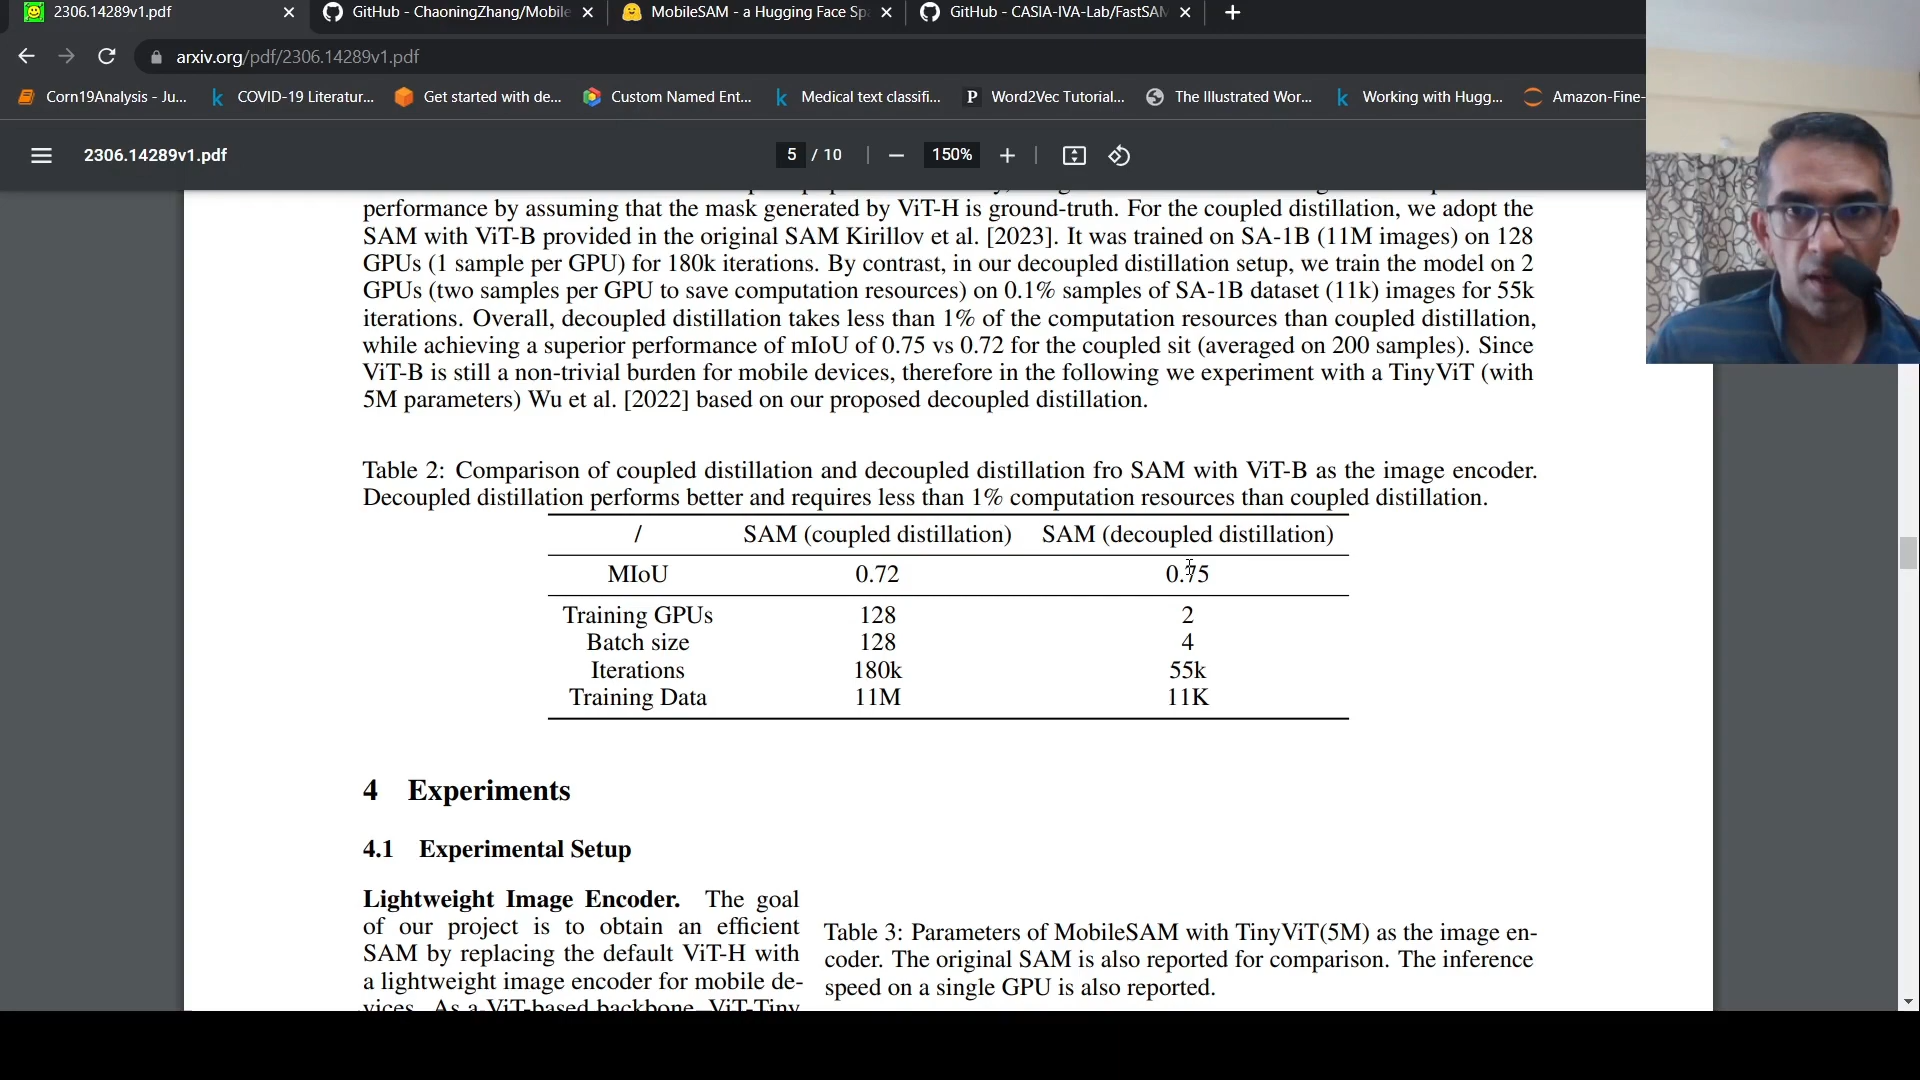 2306.14289v1.pdf
GitHub - ChaoningZhang/Mobile
MobileSAM - a Hugging Face Sp
GitHub - CASIA-IVA-Lab/FastSAM
arxiv.org/pdf/2306.14289v1.pdf
Corn19Analysis - Ju...
COVID-19 Literatur...
Get started with de...
Custom Named Ent...
Medical text classifi...
P Word2Vec Tutorial...
The Illustrated Wor...
Working with Hugg...
Amazon-Fine-
2306.14289v1.pdf
5 / 10
150%
performance by assuming that the mask generated by ViT-H is ground-truth. For the coupled distillation, we adopt the
SAM with ViT-B provided in the original SAM Kirillov et al. [2023]. It was trained on SA-1B (11M images) on 128
GPUs (1 sample per GPU) for 180k iterations. By contrast, in our decoupled distillation setup, we train the model on 2
GPUs (two samples per GPU to save computation resources) on 0.1% samples of SA-1B dataset (11k) images for 55k
iterations. Overall, decoupled distillation takes less than 1% of the computation resources than coupled distillation,
while achieving a superior performance of mIoU of 0.75 vs 0.72 for the coupled sit (averaged on 200 samples). Since
ViT-B is still a non-trivial burden for mobile devices, therefore in the following we experiment with a TinyViT (with
5M parameters) Wu et al. [2022] based on our proposed decoupled distillation.
Table 2: Comparison of coupled distillation and decoupled distillation fro SAM with ViT-B as the image encoder.
Decoupled distillation performs better and requires less than 1% computation resources than coupled distillation.
/ SAM (coupled distillation) SAM (decoupled distillation)
MIoU 0.72 0.75
Training GPUs 128 2
Batch size 128 4
Iterations 180k 55k
Training Data 11M 11K
4 Experiments
4.1 Experimental Setup
Lightweight Image Encoder. The goal
of our project is to obtain an efficient
SAM by replacing the default ViT-H with
a lightweight image encoder for mobile de-
vices. As a ViT-based backbone, ViT-Tiny
Table 3: Parameters of MobileSAM with TinyViT(5M) as the image en-
coder. The original SAM is also reported for comparison. The inference
speed on a single GPU is also reported.